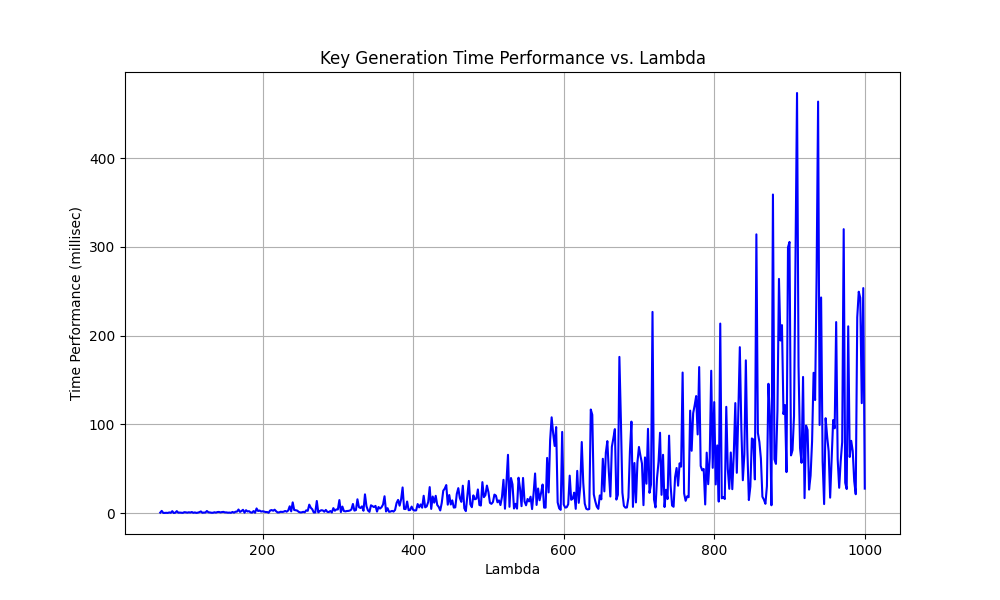 Key Generation Time Performance vs. Lambda
Time Performance (millisec)
400
300
200
100
0
200 400 600 800 1000
Lambda